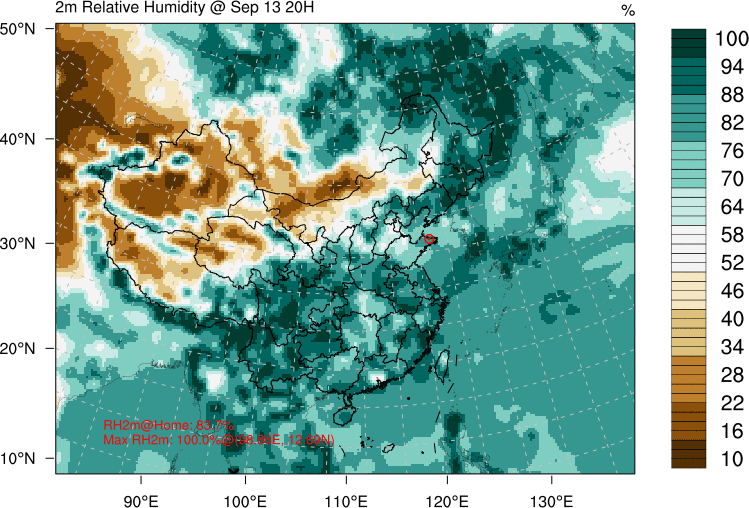 2m Relative Humidity @ Sep 13 20H
%
50°N
40°N
30°N
20°N
10°N
90°E
100°E
110°E
120°E
130°E
RH2m@Home: 83.7%
Max RH2m: 100.0%@(98.
100
94
88
82
76
70
64
58
52
46
40
34
28
22
16
10